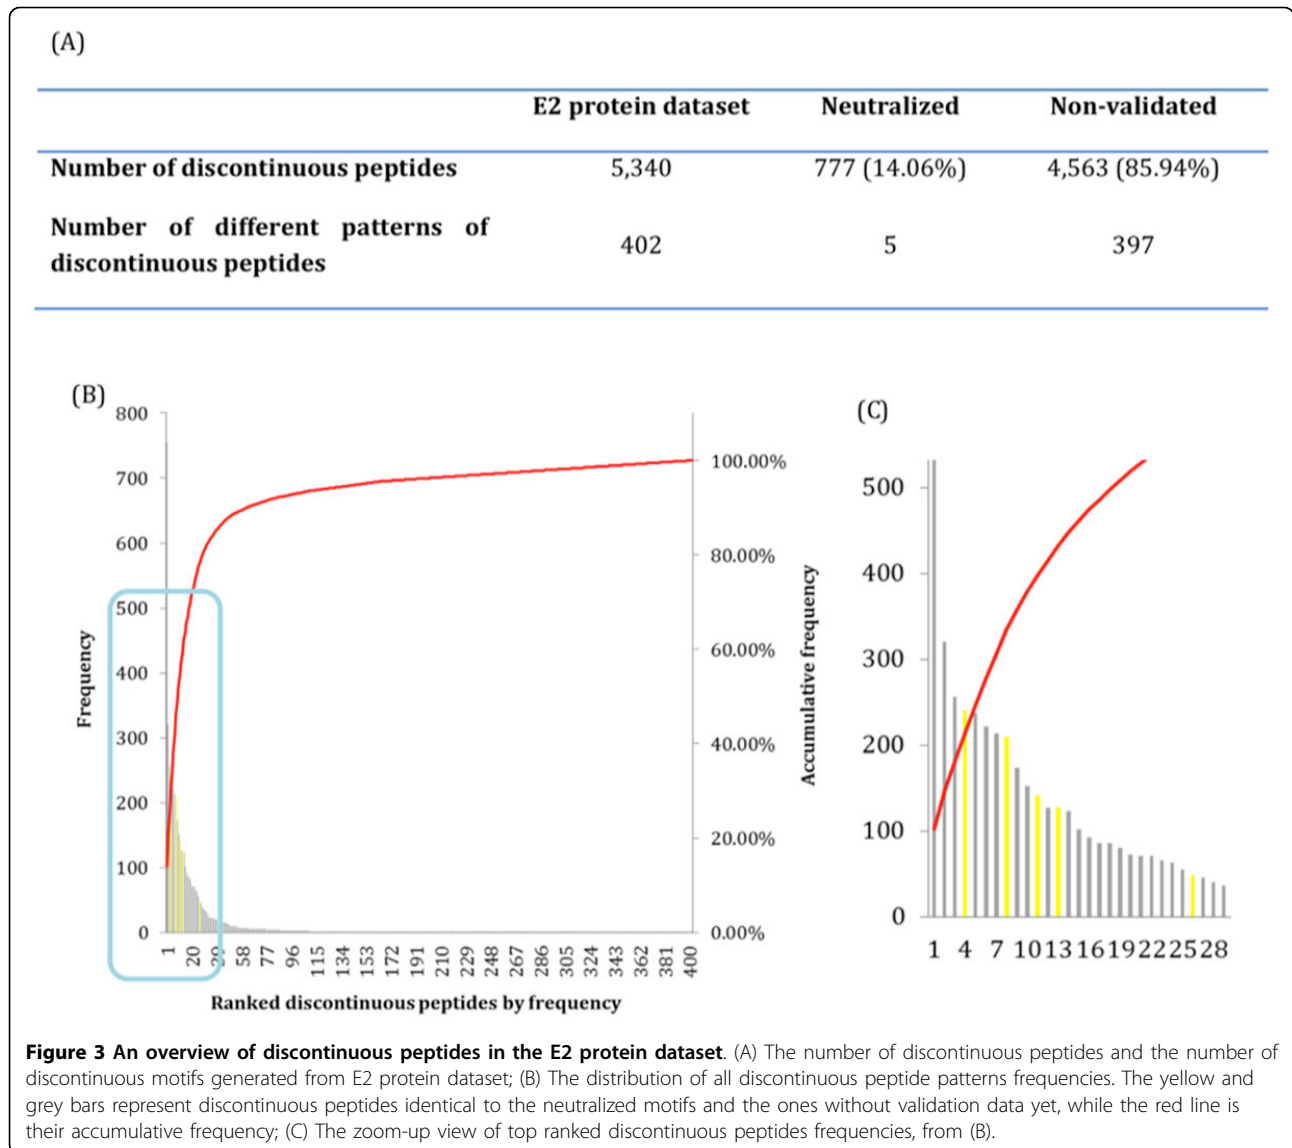 (A)
E2 protein dataset Neutralized Non-validated
Number of discontinuous peptides 5,340 777 (14.06%) 4,563 (85.94%)
Number of different patterns of
discontinuous peptides 402 5 397
(B)
800
700
600
500
400
300
200
100
0
Frequency
100.00%
80.00%
60.00%
40.00%
20.00%
0.00%
Accumulative frequency
1 20 39 58 77 96 115 134 153 172 191 210 229 248 267 286 305 324 343 362 381 400
Ranked discontinuous peptides by frequency
(C)
500
400
300
200
100
0
1 4 7 10 13 16 19 22 25 28
Figure 3 An overview of discontinuous peptides in the E2 protein dataset. (A) The number of discontinuous peptides and the number of
discontinuous motifs generated from E2 protein dataset; (B) The distribution of all discontinuous peptide patterns frequencies. The yellow and
grey bars represent discontinuous peptides identical to the neutralized motifs and the ones without validation data yet, while the red line is
their accumulative frequency; (C) The zoom-up view of top ranked discontinuous peptides frequencies, from (B).